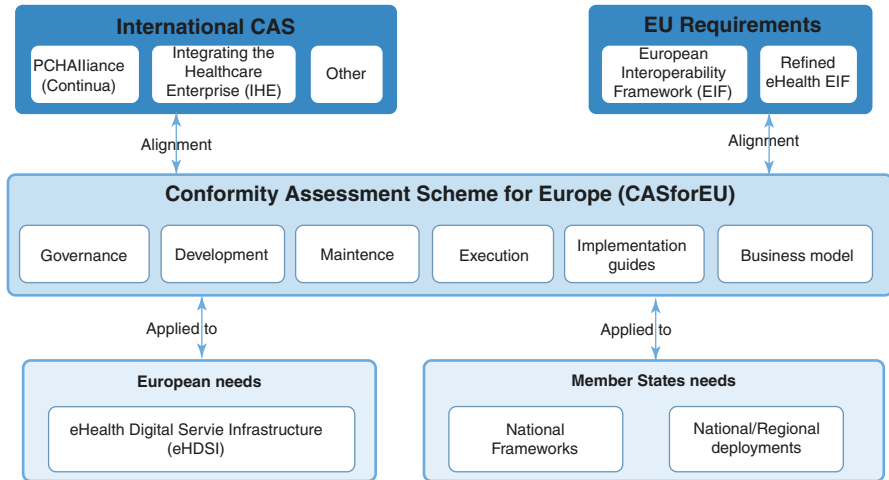 International CAS
PCHAIliance
(Continua)
Integrating the
Healthcare
Enterprise (IHE)
Other
EU Requirements
European
Interoperability
Framework (EIF)
Refined
eHealth EIF
Alignment
Alignment
Conformity Assessment Scheme for Europe (CASforEU)
Governance
Development
Maintence
Execution
Implementation
guides
Business model
Applied to
Applied to
European needs
eHealth Digital Servie Infrastructure
(eHDSI)
Member States needs
National
Frameworks
National/Regional
deployments